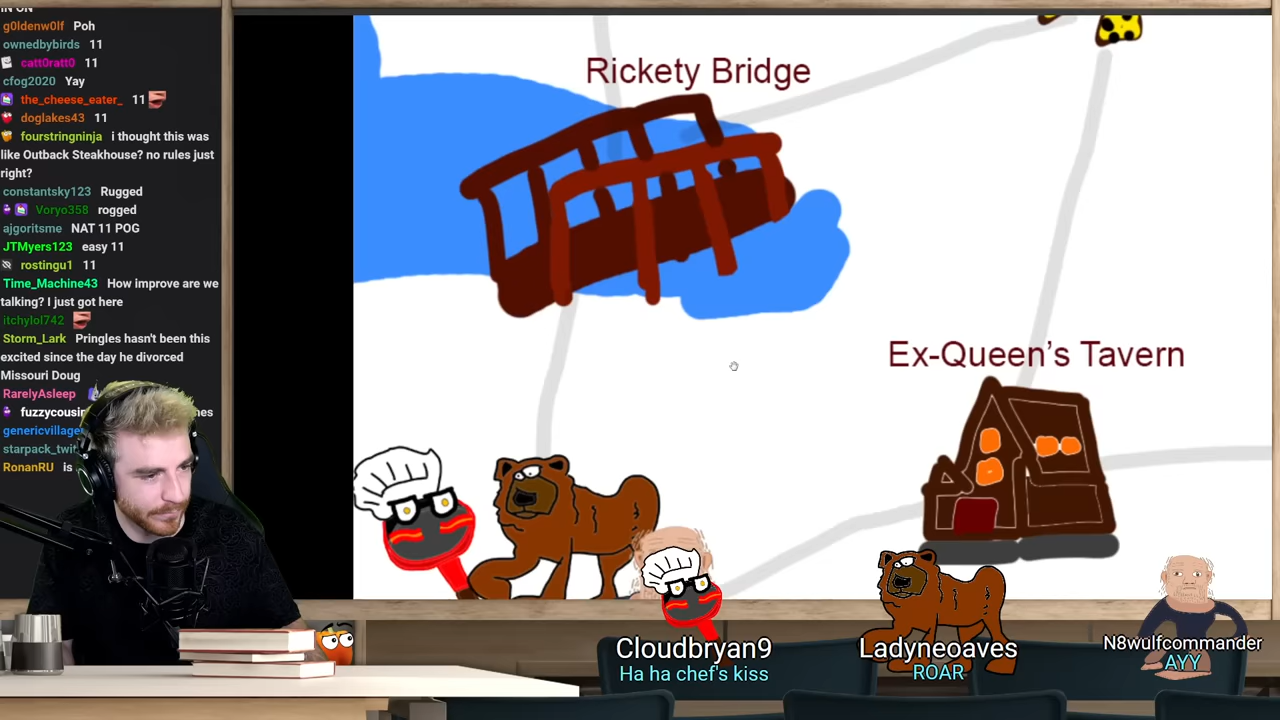 IN ON
g0ldenw0lf Poh
ownedbybirds 11
catt0ratt0 11
cfog2020 Yay
the_cheese_eater_ 11
doglakes43 11
fourstringninja i thought this was
like Outback Steakhouse? no rules just
right?
constantsky123 Rugged
Voryo358 rogged
ajgoritsme NAT 11 POG
JTMyers123 easy 11
rostingu1 11
Time_Machine43 How improve are we
talking? I just got here
itchylol742
Storm_Lark Pringles hasn't been this
excited since the day he divorced
Missouri Doug
RarelyAsleep
starpack_twit
RonanRU is
Rickety Bridge
Ex-Queen's Tavern
Cloudbryan9
Ha ha chef's kiss
Ladyneoaves
ROAR
N8wulfcommander
AYY